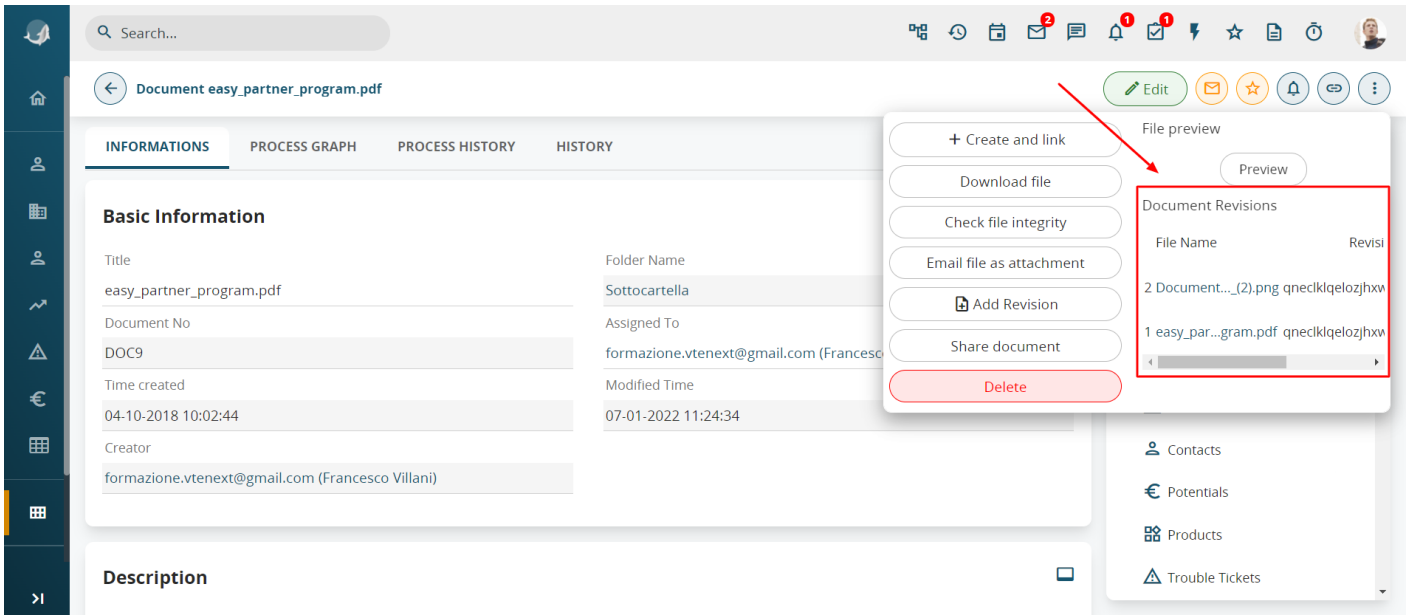 Search...
2
1
1
Document easy_partner_program.pdf
Edit
INFORMATIONS
PROCESS GRAPH
PROCESS HISTORY
HISTORY
Basic Information
Title
easy_partner_program.pdf
Folder Name
Sottocartella
Document No
DOC9
Assigned To
formazione.vtenext@gmail.com (Francesc
Time created
04-10-2018 10:02:44
Modified Time
07-01-2022 11:24:34
Creator
formazione.vtenext@gmail.com (Francesco Villani)
Description
+ Create and link
Download file
Check file integrity
Email file as attachment
Add Revision
Share document
Delete
File preview
Preview
Document Revisions
File Name Revisi
2 Document..._(2).png qneclklqelozjhxw
1 easy_par...gram.pdf qneclklqelozjhxw
Contacts
Potentials
Products
Trouble Tickets